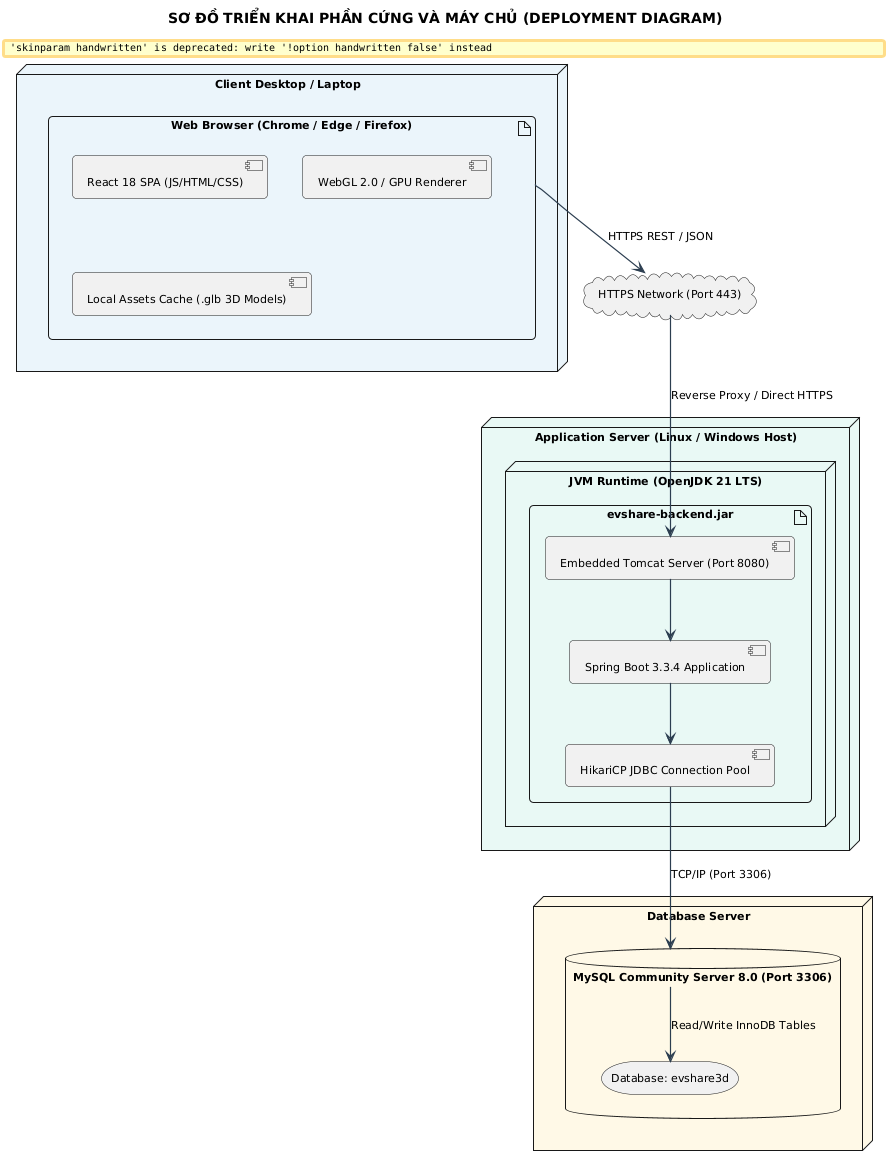 SƠ ĐỒ TRIỂN KHAI PHẦN CỨNG VÀ MÁY CHỦ (DEPLOYMENT DIAGRAM)
'skinparam handwritten' is deprecated: write '!option handwritten false' instead
Client Desktop / Laptop
Web Browser (Chrome / Edge / Firefox)
React 18 SPA (JS/HTML/CSS)
WebGL 2.0 / GPU Renderer
Local Assets Cache (.glb 3D Models)
HTTPS REST / JSON
HTTPS Network (Port 443)
Reverse Proxy / Direct HTTPS
Application Server (Linux / Windows Host)
JVM Runtime (OpenJDK 21 LTS)
evshare-backend.jar
Embedded Tomcat Server (Port 8080)
Spring Boot 3.3.4 Application
HikariCP JDBC Connection Pool
TCP/IP (Port 3306)
Database Server
MySQL Community Server 8.0 (Port 3306)
Read/Write InnoDB Tables
Database: evshare3d